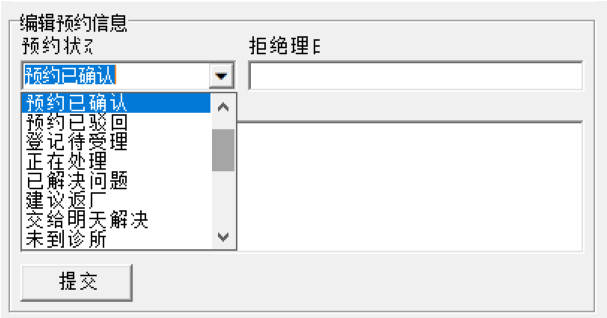 编辑预约信息
预约状
拒绝理
预约已确认
预约已确认
预约已驳回
登记待受理
正在处理
已解决问题
建议返厂
交给明天解决
未到诊所
提交